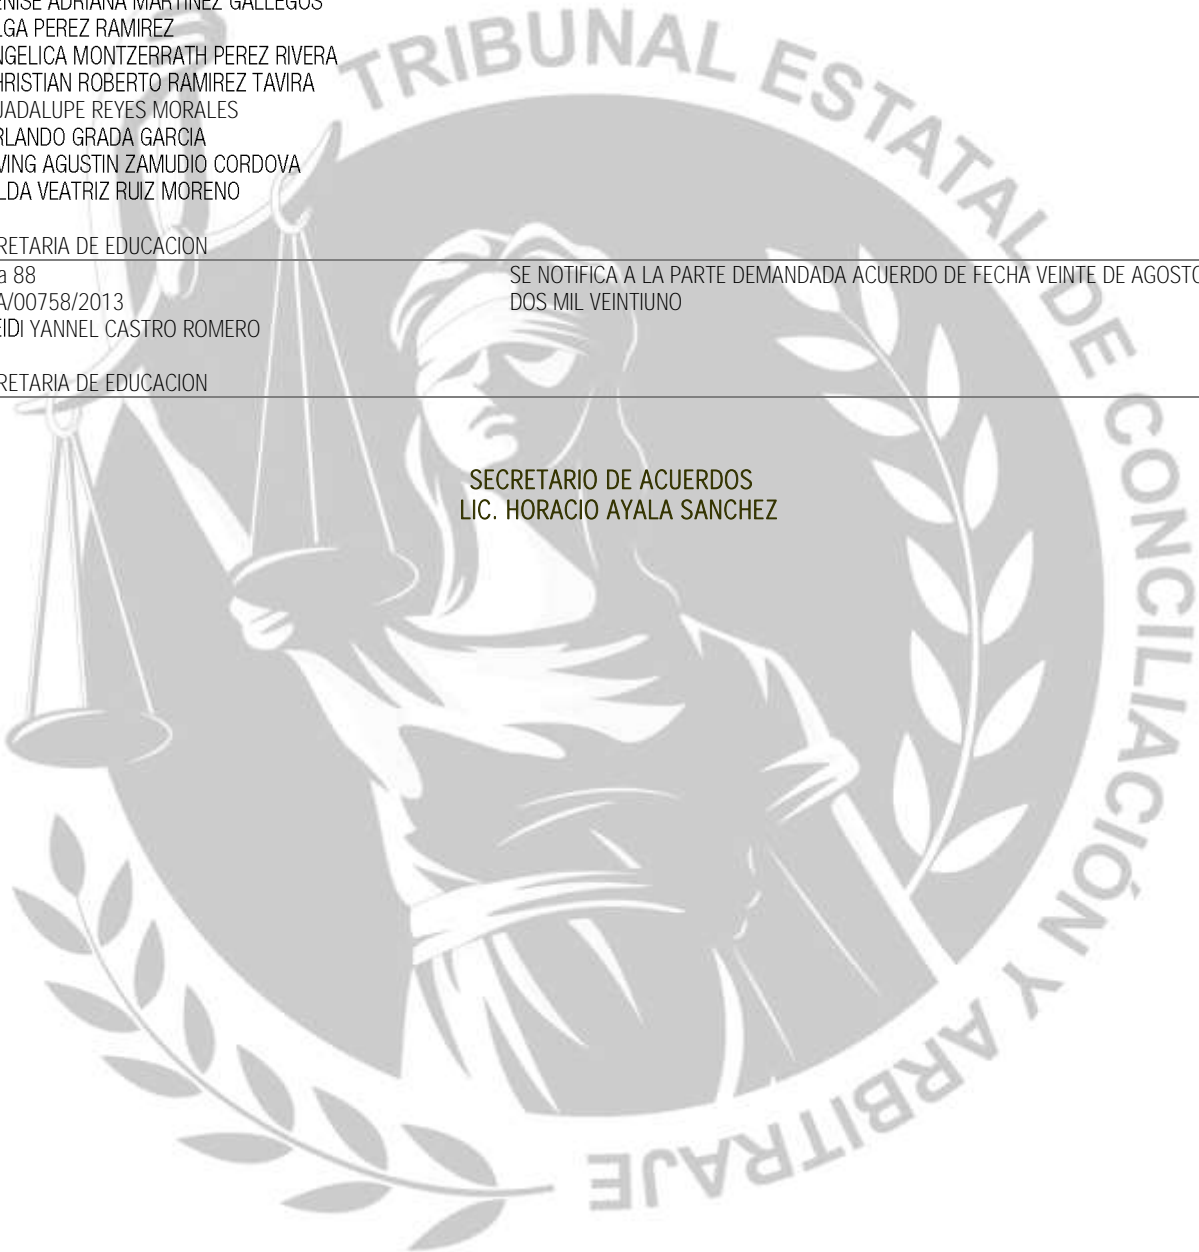 TRIBUNAL ESTATAL DE CONCILIACIÓN Y ARBITRAJE
ENISE ADRIANA MARTINEZ GALLEGOS
LGA PEREZ RAMIREZ
NGELICA MONTZERRATH PEREZ RIVERA
HRISTIAN ROBERTO RAMIREZ TAVIRA
UADALUPE REYES MORALES
RLANDO GRADA GARCIA
VING AGUSTIN ZAMUDIO CORDOVA
LDA VEATRIZ RUIZ MORENO
RETARIA DE EDUCACION
a 88
A/00758/2013
EIDI YANNEL CASTRO ROMERO
SE NOTIFICA A LA PARTE DEMANDADA ACUERDO DE FECHA VEINTE DE AGOSTO
DOS MIL VEINTIUNO
RETARIA DE EDUCACION
SECRETARIO DE ACUERDOS
LIC. HORACIO AYALA SANCHEZ